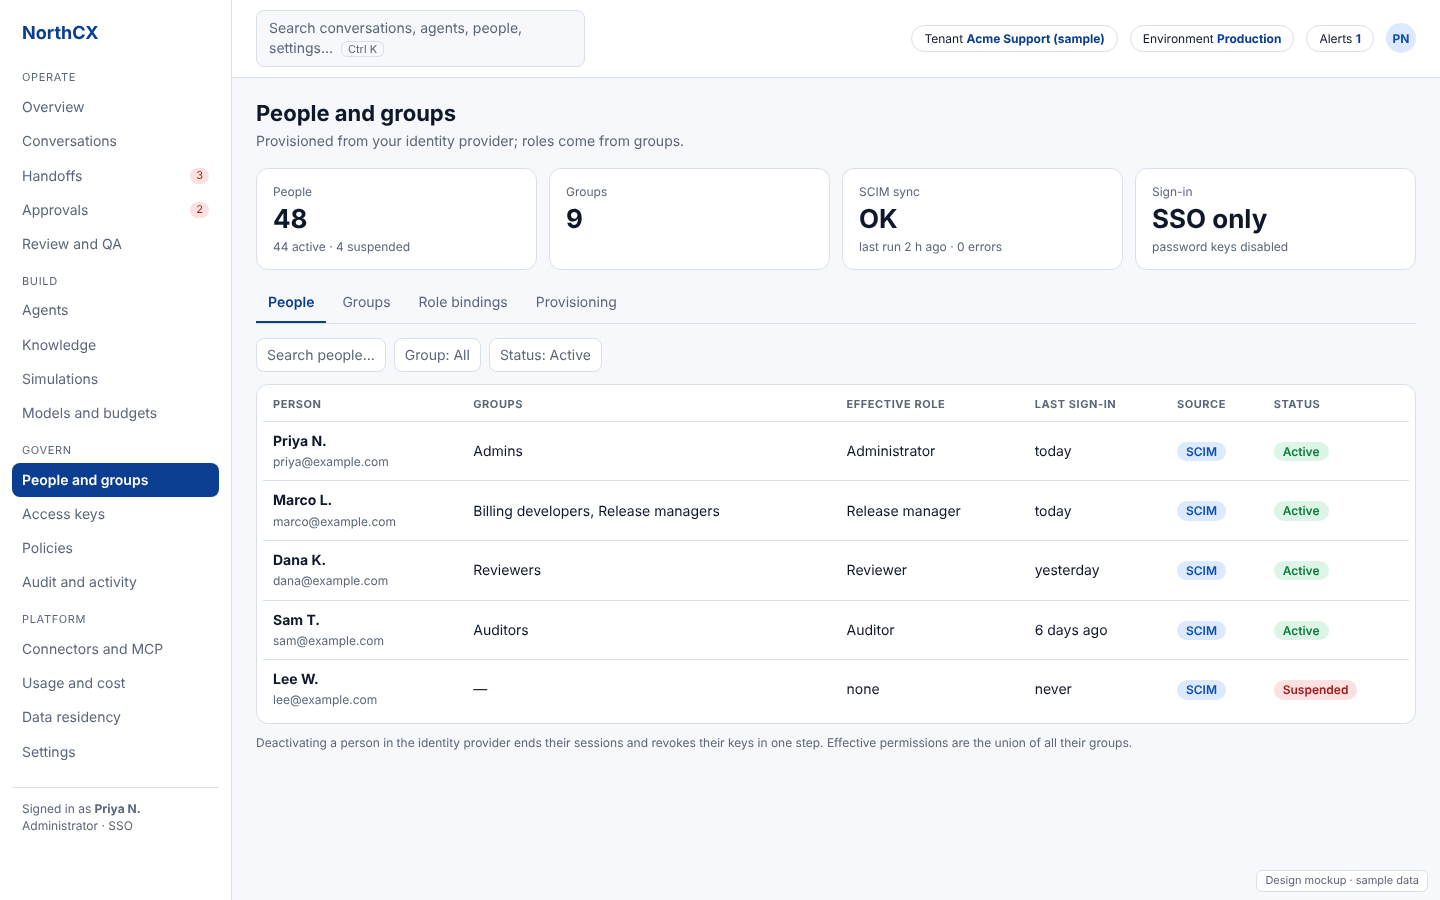 NorthCX
OPERATE
Overview
Conversations
Handoffs 3
Approvals 2
Review and QA
BUILD
Agents
Knowledge
Simulations
Models and budgets
GOVERN
People and groups
Access keys
Policies
Audit and activity
PLATFORM
Connectors and MCP
Usage and cost
Data residency
Settings
Signed in as Priya N.
Administrator · SSO
Search conversations, agents, people,
settings... Ctrl K
Tenant Acme Support (sample) Environment Production Alerts 1 PN
People and groups
Provisioned from your identity provider; roles come from groups.
People
48
44 active · 4 suspended
Groups
9
SCIM sync
OK
last run 2 h ago · 0 errors
Sign-in
SSO only
password keys disabled
People Groups Role bindings Provisioning
Search people... Group: All Status: Active
PERSON GROUPS EFFECTIVE ROLE LAST SIGN-IN SOURCE STATUS
Priya N.
priya@example.com
Admins Administrator today SCIM Active
Marco L.
marco@example.com
Billing developers, Release managers Release manager today SCIM Active
Dana K.
dana@example.com
Reviewers Reviewer yesterday SCIM Active
Sam T.
sam@example.com
Auditors Auditor 6 days ago SCIM Active
Lee W.
lee@example.com
— none never SCIM Suspended
Deactivating a person in the identity provider ends their sessions and revokes their keys in one step. Effective permissions are the union of all their groups.
Design mockup · sample data